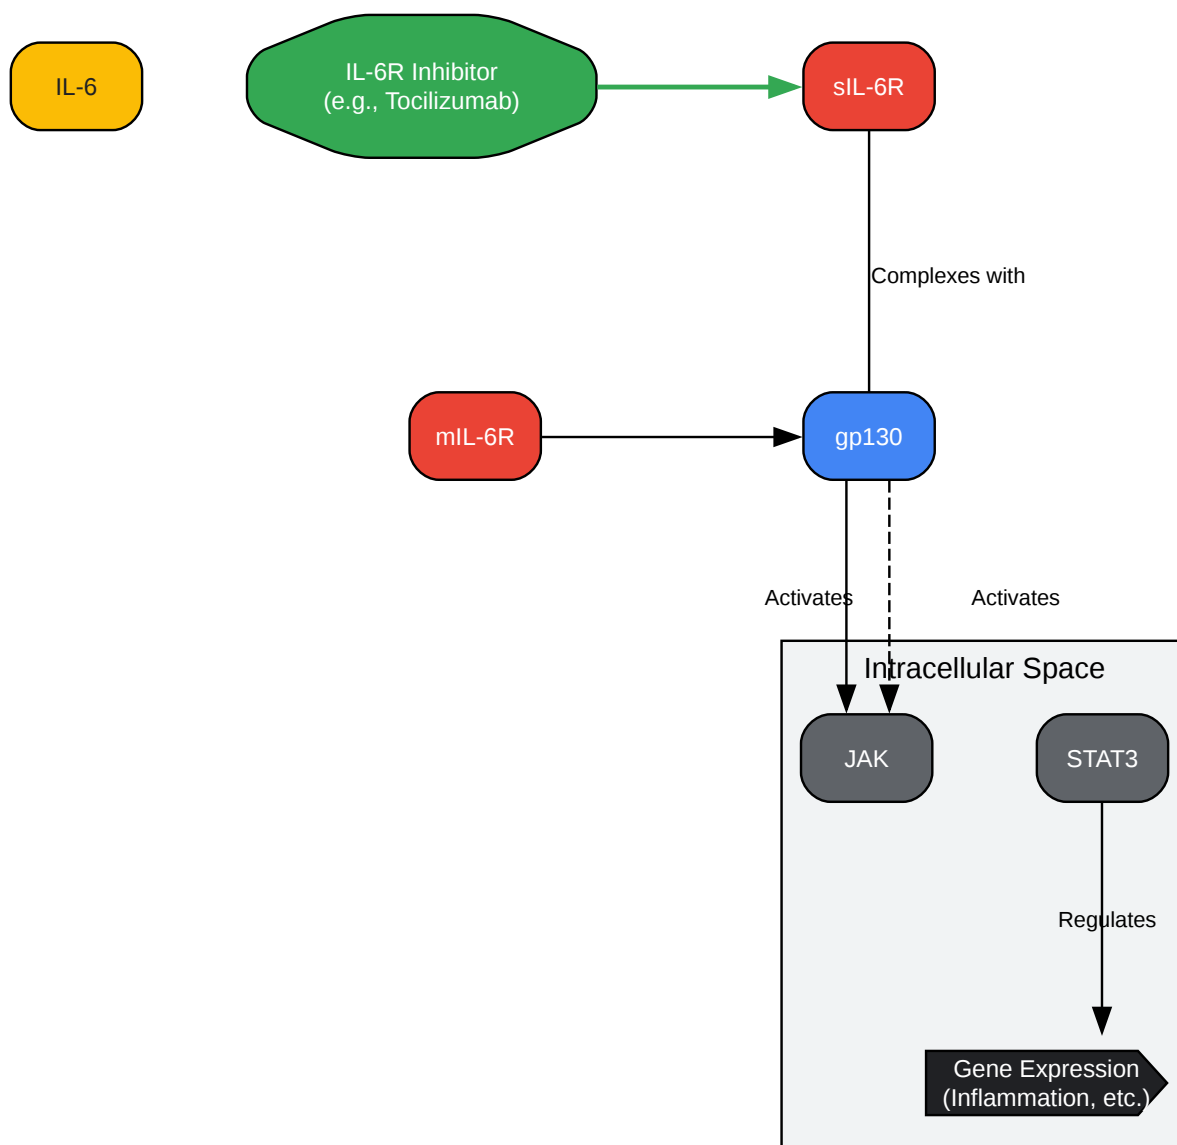 IL-6
IL-6R Inhibitor
(e.g., Tocilizumab)
sIL-6R
Complexes with
mIL-6R
gp130
Activates
Activates
Intracellular Space
JAK
STAT3
Regulates
Gene Expression
(Inflammation, etc.)